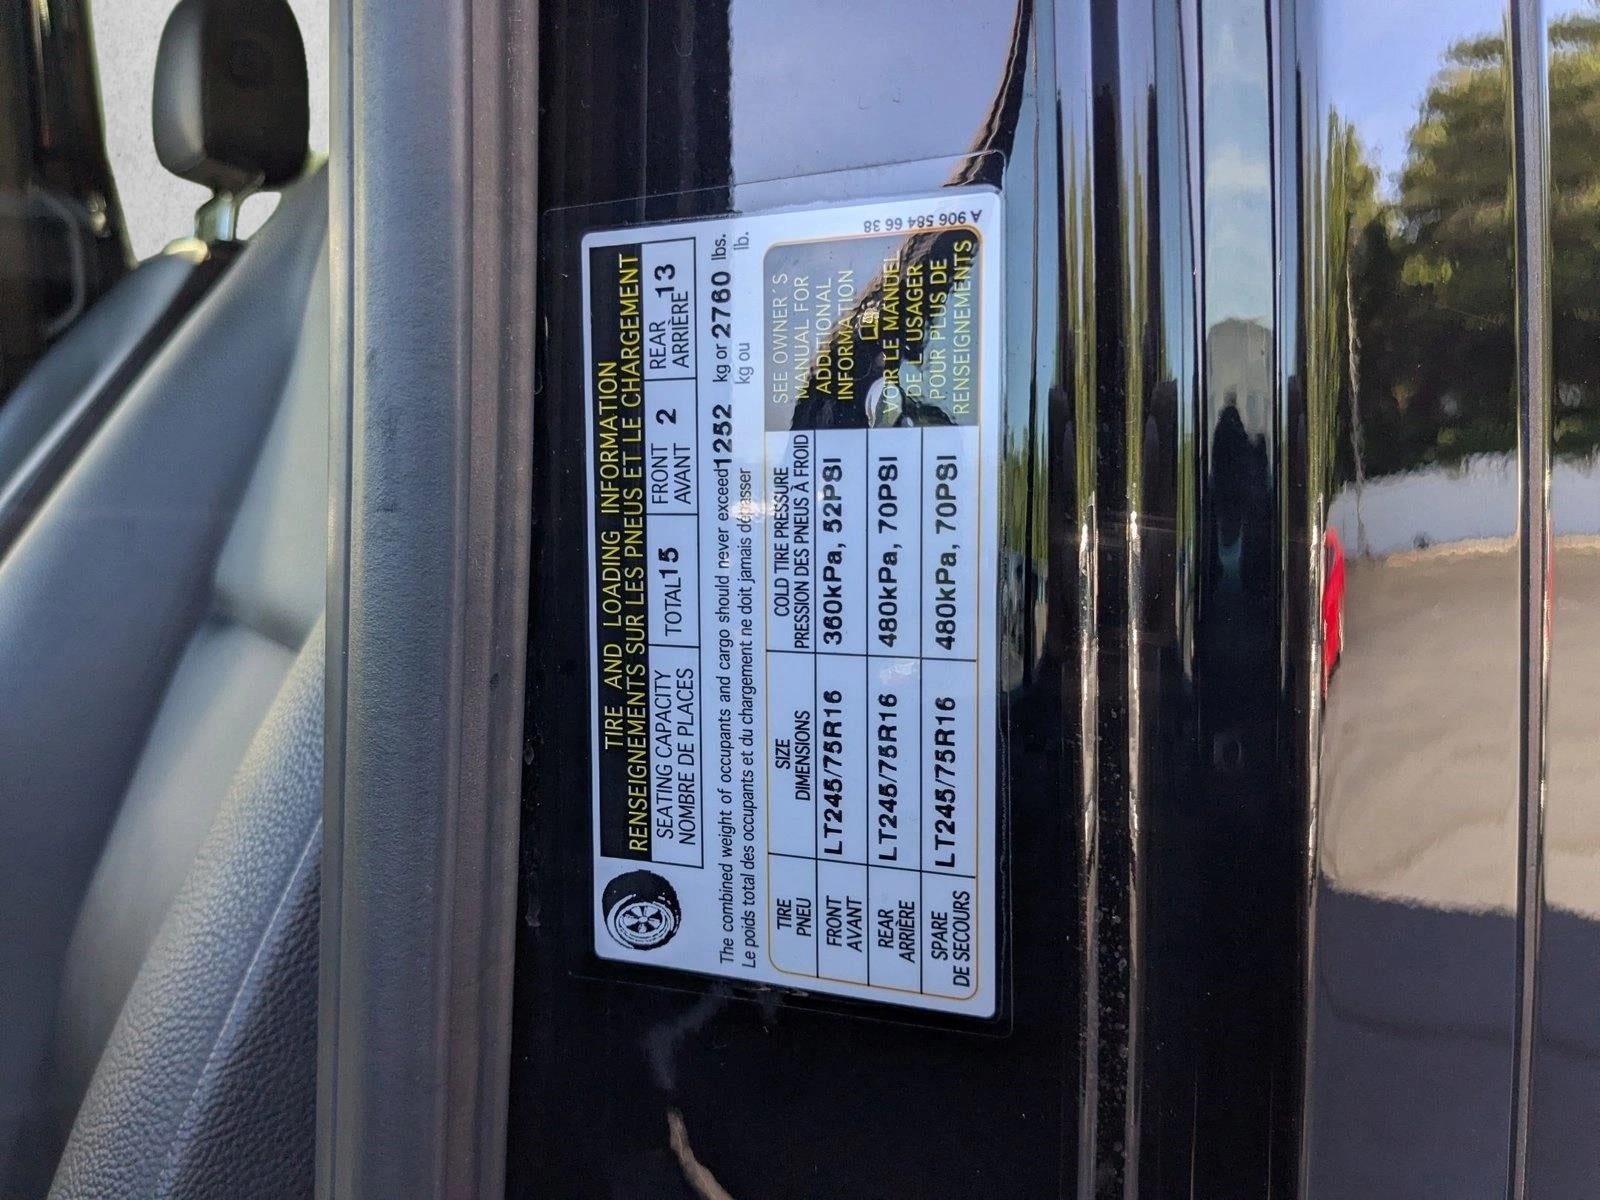 TIRE AND LOADING INFORMATION
RENSEIGNEMENTS SUR LES PNEUS ET LE CHARGEMENT
SEATING CAPACITY
NOMBRE DE PLACES
TOTAL 15
FRONT
AVANT
2
REAR
ARRIÈRE
13
The combined weight of occupants and cargo should never exceed 1252 kg or 2760 lbs.
Le poids total des occupants et du chargement ne doit jamais dépasser kg ou lb.
TIRE
PNEU
SIZE
DIMENSIONS
COLD TIRE PRESSURE
PRESSION DES PNEUS À FROID
FRONT
AVANT
LT245/75R16
360kPa, 52PSI
REAR
ARRIÈRE
LT245/75R16
480kPa, 70PSI
SPARE
DE SECOURS
LT245/75R16
480kPa, 70PSI
SEE OWNER´S
MANUAL FOR
ADDITIONAL
INFORMATION
VOIR LE MANUEL
DE L´USAGER
POUR PLUS DE
RENSEIGNEMENTS
A 906 584 66 38